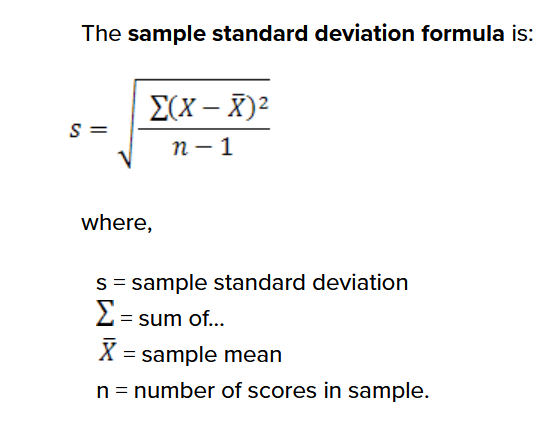 The sample standard deviation formula is:
s = √(Σ(X – X̄)² / (n – 1))
where,
s = sample standard deviation
Σ = sum of...
X̄ = sample mean
n = number of scores in sample.